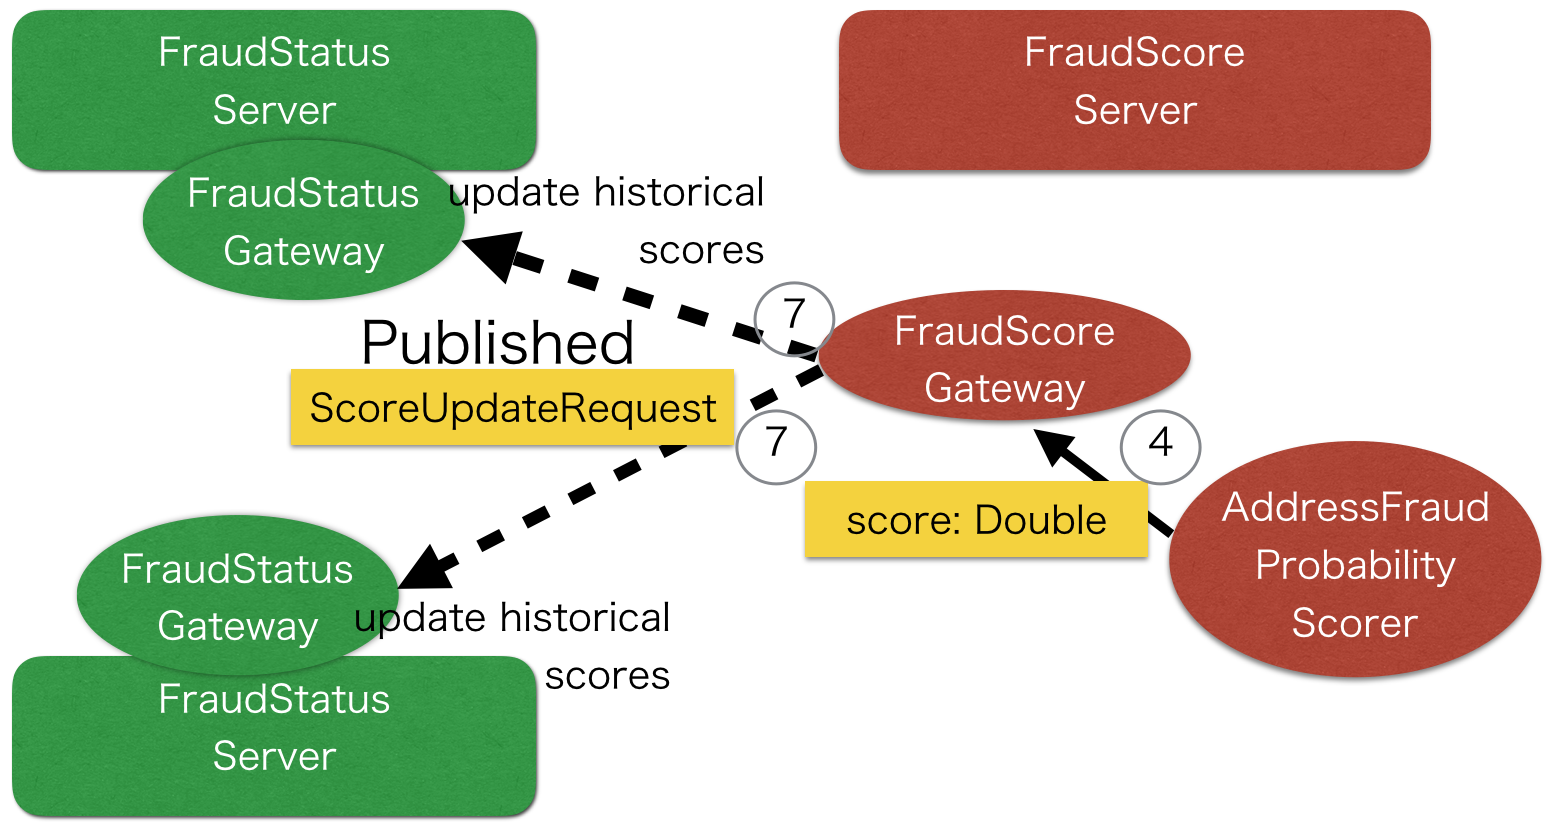 FraudStatus
Server
FraudScore
Server
FraudStatus
Gateway
update historical
scores
7
Published
ScoreUpdateRequest
FraudScore
Gateway
7
4
score: Double
AddressFraud
Probability
Scorer
FraudStatus
Gateway
update historical
scores
FraudStatus
Server